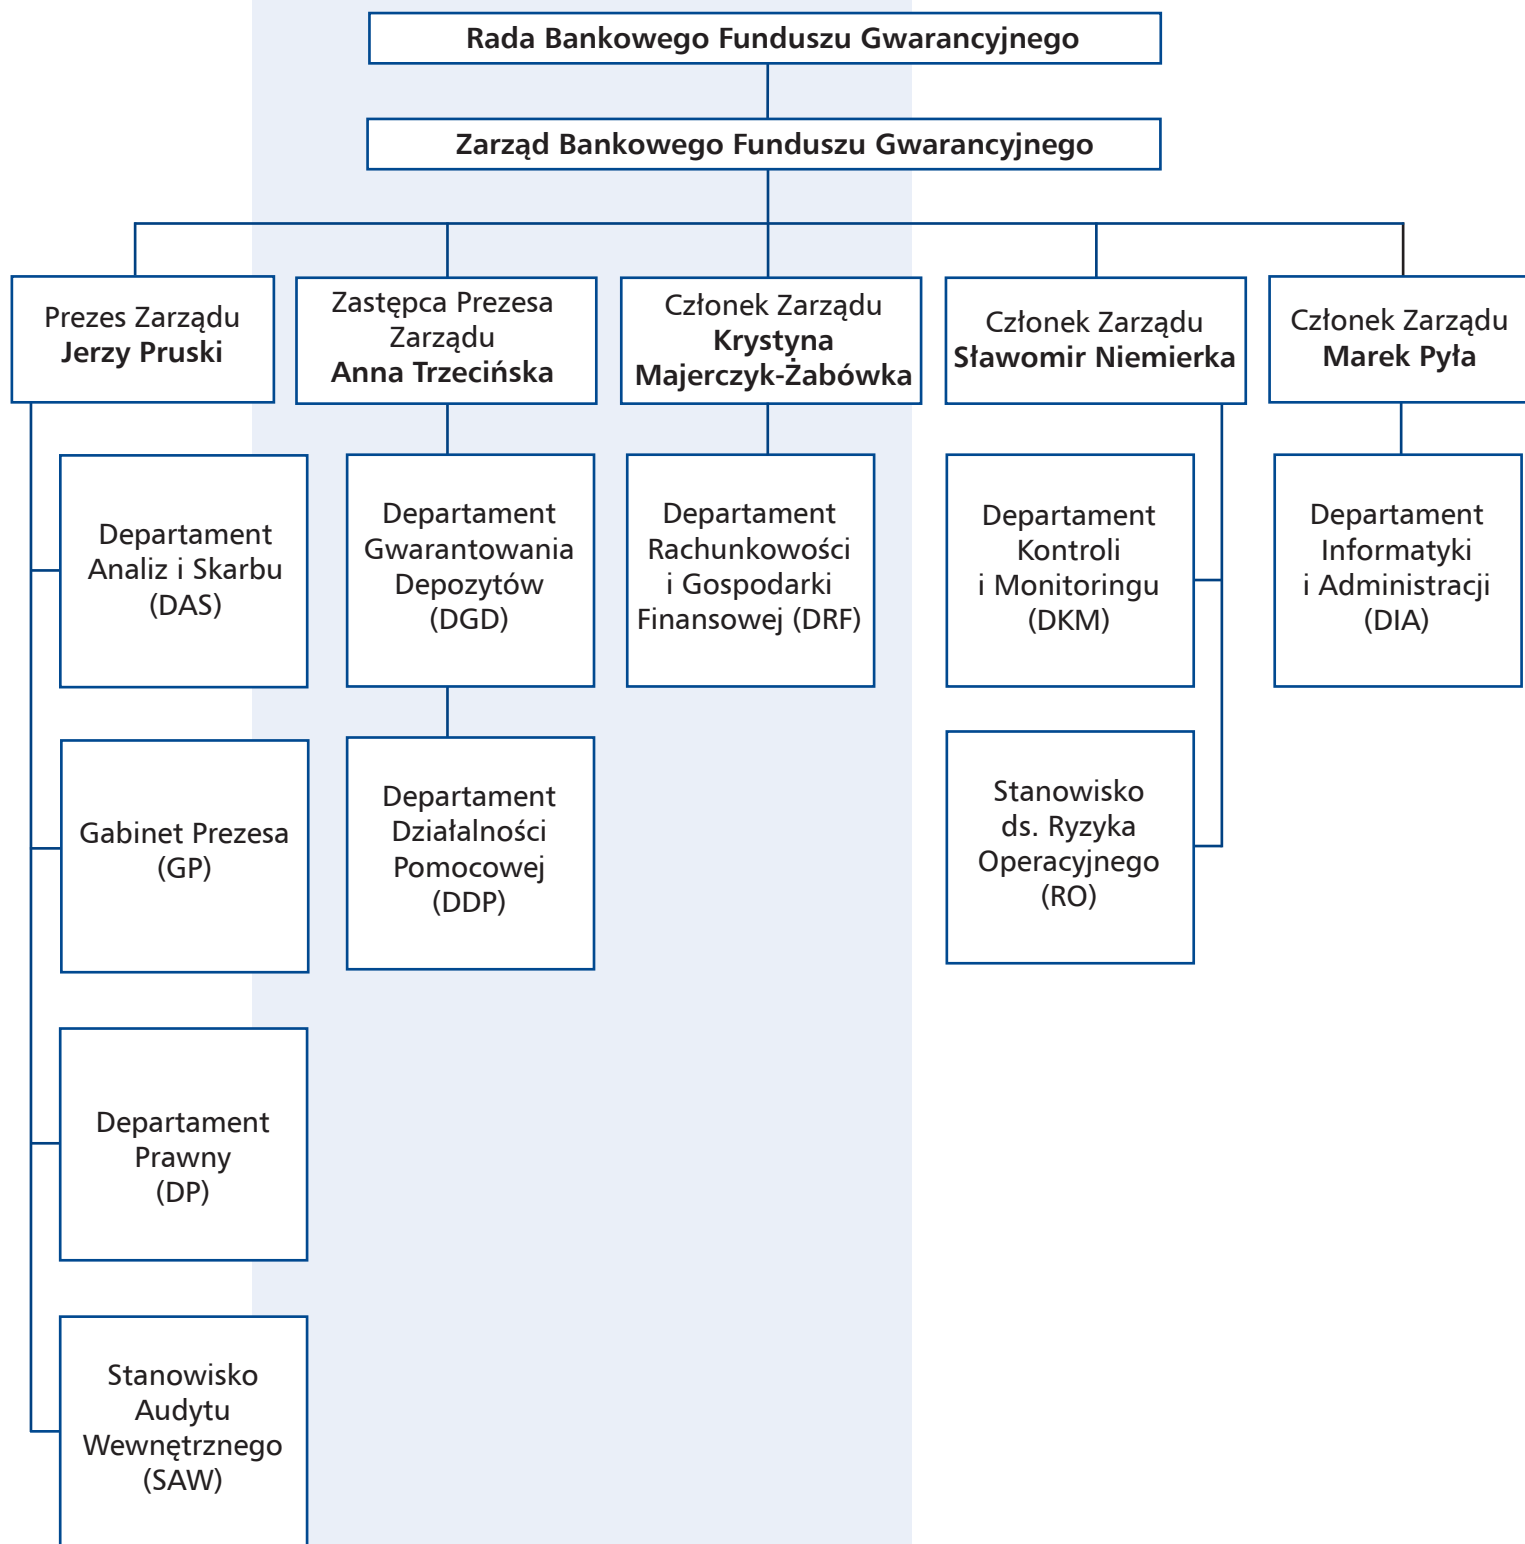 Rada Bankowego Funduszu Gwarancyjnego
Zarząd Bankowego Funduszu Gwarancyjnego
Prezes Zarządu
Jerzy Pruski
Zastępca Prezesa
Zarządu
Anna Trzecińska
Członek Zarządu
Krystyna
Majerczyk-Żabówka
Członek Zarządu
Sławomir Niemierka
Członek Zarządu
Marek Pyła
Departament
Analiz i Skarbu
(DAS)
Departament
Gwarantowania
Depozytów
(DGD)
Departament
Rachunkowości
i Gospodarki
Finansowej (DRF)
Departament
Kontroli
i Monitoringu
(DKM)
Departament
Informatyki
i Administracji
(DIA)
Gabinet Prezesa
(GP)
Departament
Działalności
Pomocowej
(DDP)
Stanowisko
ds. Ryzyka
Operacyjnego
(RO)
Departament
Prawny
(DP)
Stanowisko
Audytu
Wewnętrznego
(SAW)